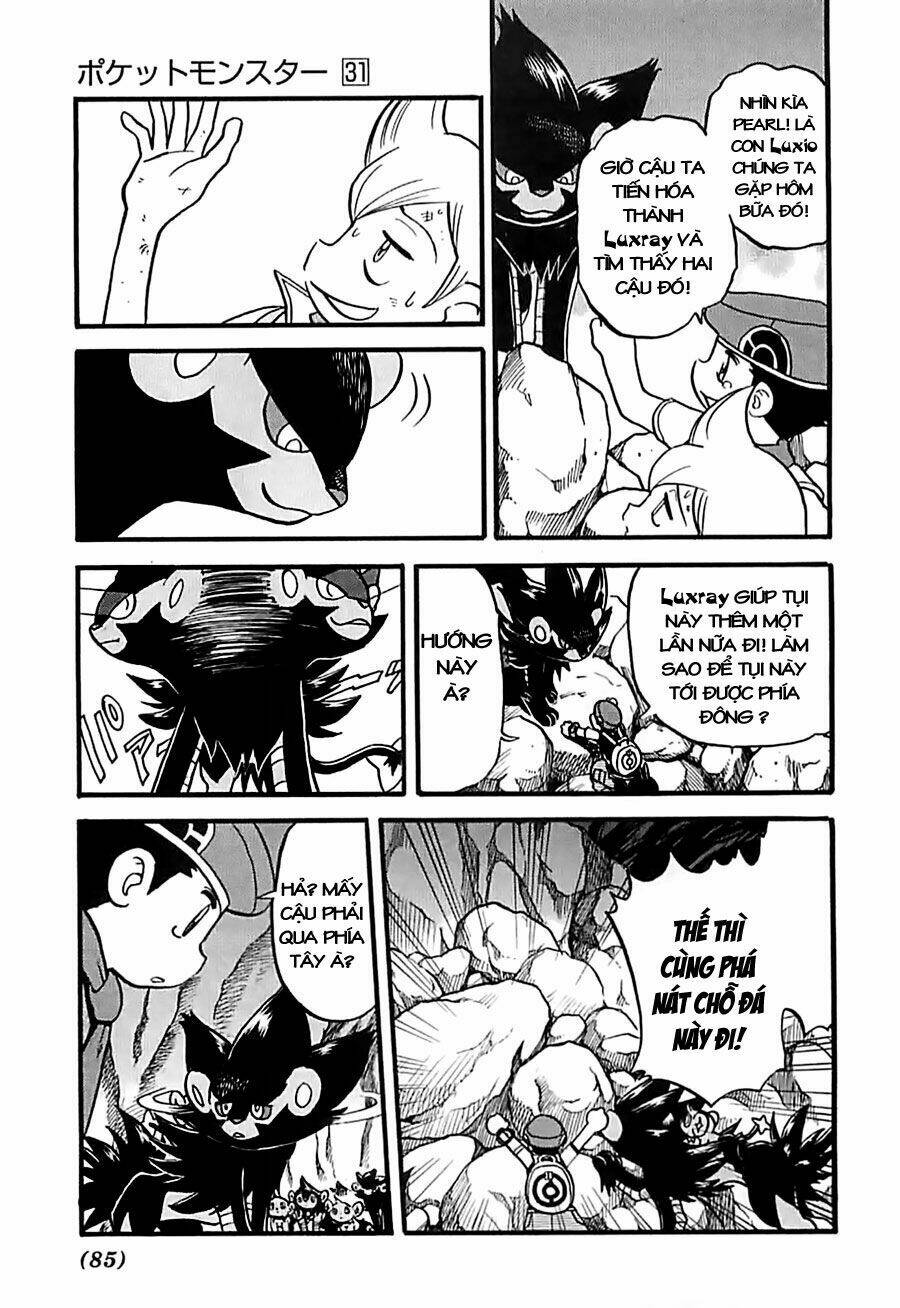 ポケットモンスター 31
NHÌN KÌA
PEARL! LÀ
CON Luxio
CHÚNG TA
GẶP HÔM
BỮA ĐÓ!
GIỜ CẬU TA
TIẾN HÓA
THÀNH
Luxray VÀ
TÌM THẤY HAI
CẬU ĐÓ!
Luxray GIÚP TỤI
NÀY THÊM MỘT
LẦN NỮA ĐI! LÀM
SAO ĐỂ TỤI NÀY
TỚI ĐƯỢC PHÍA
ĐÔNG ?
HƯỚNG
NÀY
À?
THẾ THÌ
CÙNG PHÁ
NÁT CHỖ ĐÁ
NÀY ĐI!
HẢ? MẤY
CẬU PHẢI
QUA PHÍA
TÂY À?
(85)